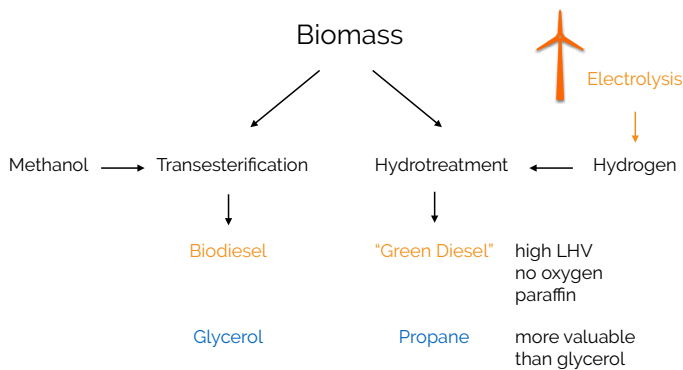 Biomass
Electrolysis
Methanol
Transesterification
Hydrotreatment
Hydrogen
Biodiesel
“Green Diesel”
high LHV
no oxygen
paraffin
Glycerol
Propane
more valuable
than glycerol